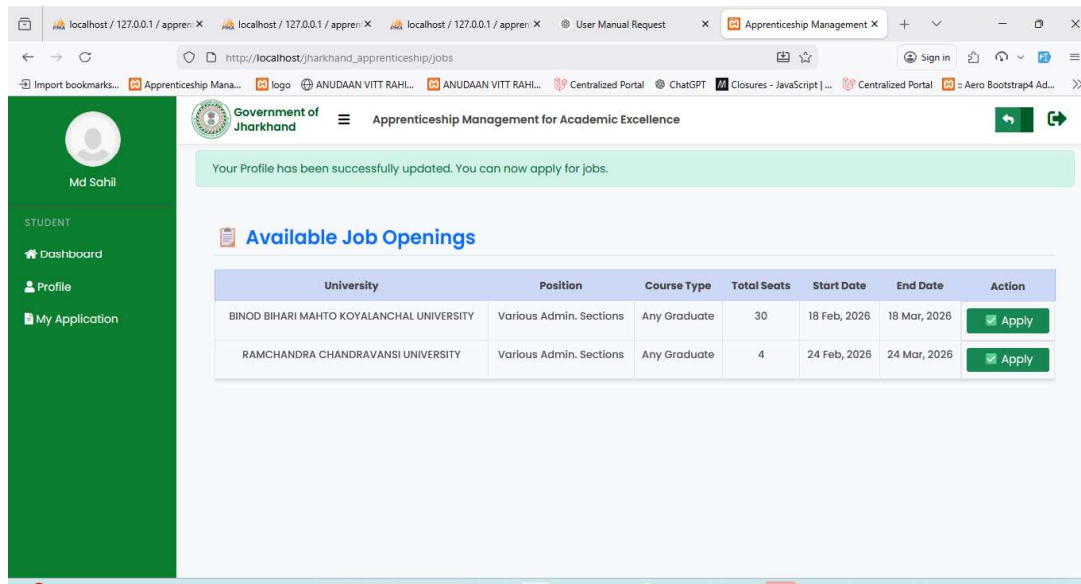 localhost / 127.0.0.1 / appren
localhost / 127.0.0.1 / appren
localhost / 127.0.0.1 / appren
User Manual Request
Apprenticeship Management
http://localhost/jharkhand_apprenticeship/jobs
Sign in
Import bookmarks...
Apprenticeship Mana...
logo
ANUDAAN VITT RAHI...
ANUDAAN VITT RAHI...
Centralized Portal
ChatGPT
Closures - JavaScript | ...
Centralized Portal
:: Aero Bootstrap4 Ad...
Government of
Jharkhand
Apprenticeship Management for Academic Excellence
Md Sahil
STUDENT
Dashboard
Profile
My Application
Your Profile has been successfully updated. You can now apply for jobs.
Available Job Openings
University Position Course Type Total Seats Start Date End Date Action
BINOD BIHARI MAHTO KOYALANCHAL UNIVERSITY Various Admin. Sections Any Graduate 30 18 Feb, 2026 18 Mar, 2026 Apply
RAMCHANDRA CHANDRAVANSI UNIVERSITY Various Admin. Sections Any Graduate 4 24 Feb, 2026 24 Mar, 2026 Apply